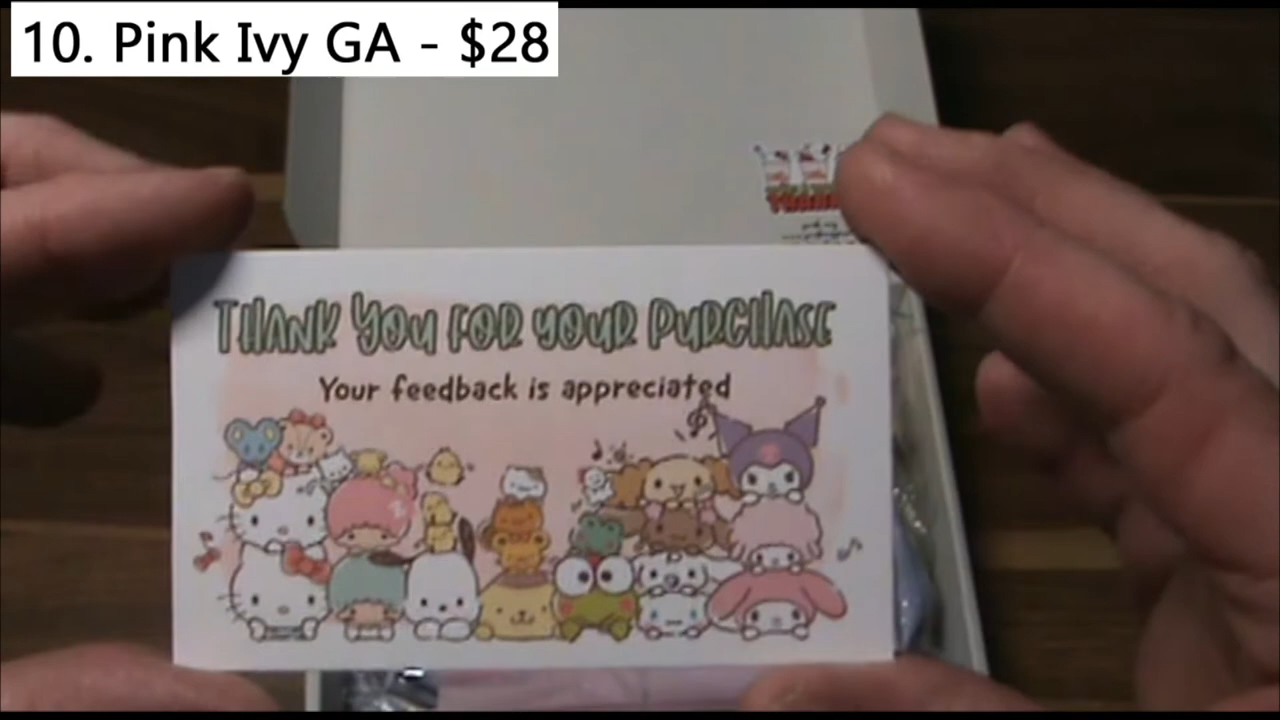 10. Pink Ivy GA - $28
THANK YOU FOR YOUR PURCHASE
Your feedback is appreciated